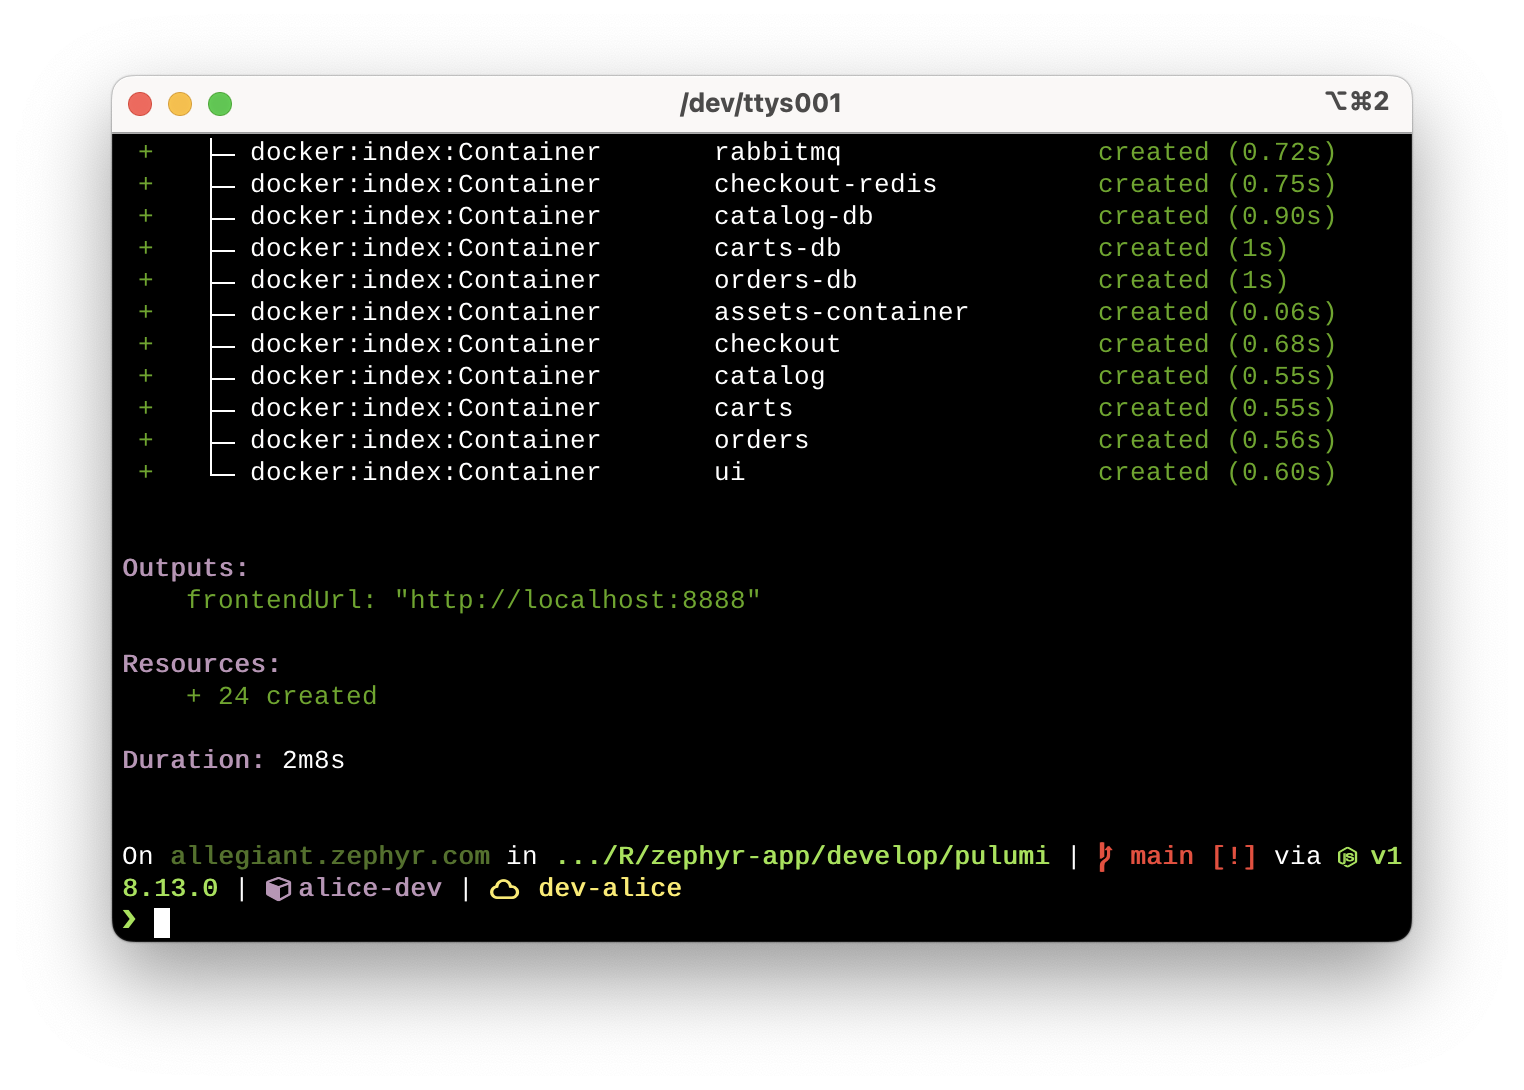 /dev/ttys001 ⌥⌘2
+ ├─ docker:index:Container rabbitmq created (0.72s)
+ ├─ docker:index:Container checkout-redis created (0.75s)
+ ├─ docker:index:Container catalog-db created (0.90s)
+ ├─ docker:index:Container carts-db created (1s)
+ ├─ docker:index:Container orders-db created (1s)
+ ├─ docker:index:Container assets-container created (0.06s)
+ ├─ docker:index:Container checkout created (0.68s)
+ ├─ docker:index:Container catalog created (0.55s)
+ ├─ docker:index:Container carts created (0.55s)
+ ├─ docker:index:Container orders created (0.56s)
+ └─ docker:index:Container ui created (0.60s)
Outputs:
frontendUrl: "http://localhost:8888"
Resources:
+ 24 created
Duration: 2m8s
On allegiant.zephyr.com in .../R/zephyr-app/develop/pulumi | main [!] via JS v1
8.13.0 | alice-dev | dev-alice
❯